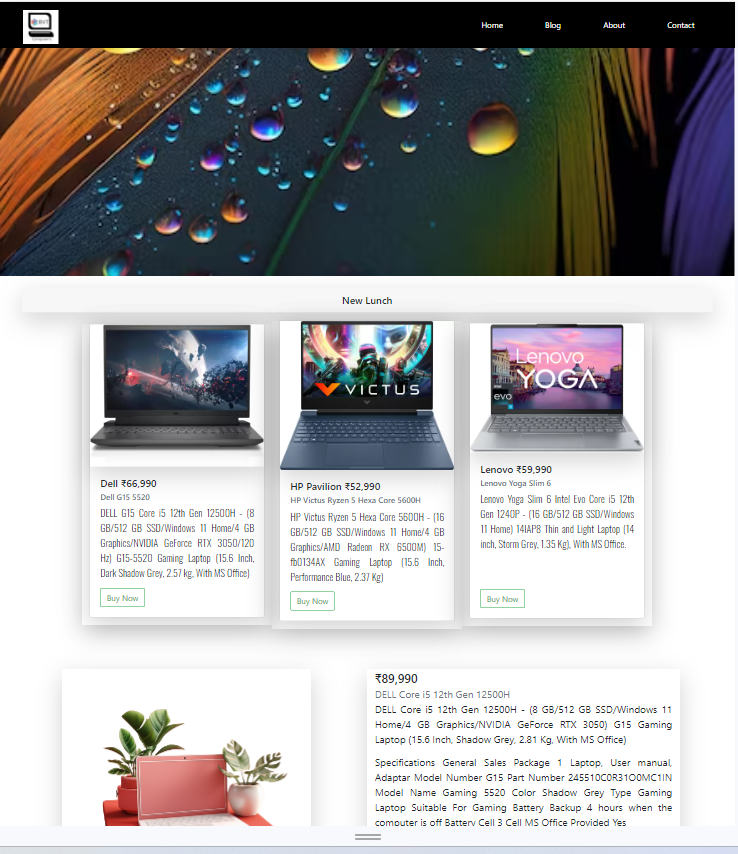 Home Blog About Contact
New Lunch
VICTUS
Lenovo
YOGA
evo
Dell ₹66,990
Dell G15 5520
DELL G15 Core i5 12th Gen 12500H - (8
GB/512 GB SSD/Windows 11 Home/4 GB
Graphics/NVIDIA GeForce RTX 3050/120
Hz) G15-5520 Gaming Laptop (15.6 Inch,
Dark Shadow Grey, 2.57 kg, With MS Office)
Buy Now
HP Pavilion ₹52,990
HP Victus Ryzen 5 Hexa Core 5600H
HP Victus Ryzen 5 Hexa Core 5600H - (16
GB/512 GB SSD/Windows 11 Home/4 GB
Graphics/AMD Radeon RX 6500M) 15-
fb0134AX Gaming Laptop (15.6 Inch,
Performance Blue, 2.37 Kg)
Buy Now
Lenovo ₹59,990
Lenovo Yoga Slim 6
Lenovo Yoga Slim 6 Intel Evo Core i5 12th
Gen 1240P - (16 GB/512 GB SSD/Windows
11 Home) 14IAP8 Thin and Light Laptop (14
inch, Storm Grey, 1.35 Kg), With MS Office.
Buy Now
₹89,990
DELL Core i5 12th Gen 12500H
DELL Core i5 12th Gen 12500H - (8 GB/512 GB SSD/Windows 11
Home/4 GB Graphics/NVIDIA GeForce RTX 3050) G15 Gaming
Laptop (15.6 Inch, Shadow Grey, 2.81 Kg, With MS Office)
Specifications General Sales Package 1 Laptop, User manual,
Adaptar Model Number G15 Part Number 245510C0R31O0MC1IN
Model Name Gaming 5520 Color Shadow Grey Type Gaming
Laptop Suitable For Gaming Battery Backup 4 hours when the
computer is off Battery Cell 3 Cell MS Office Provided Yes